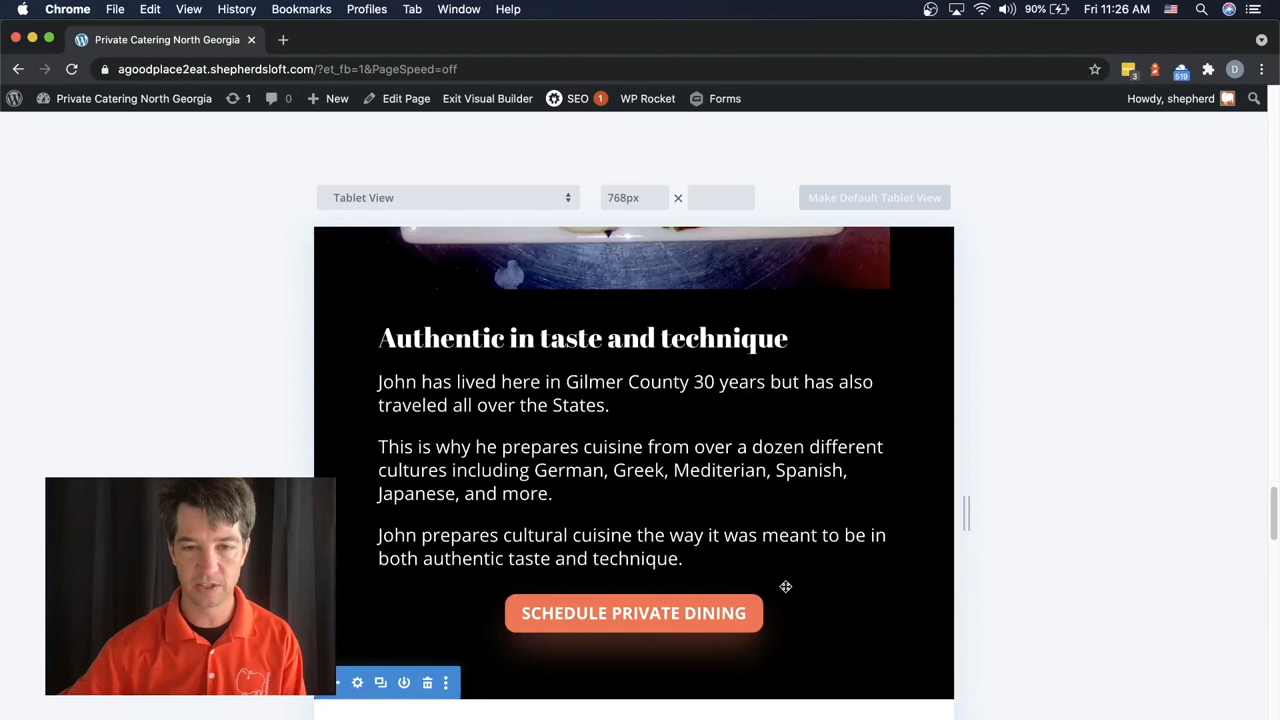 Chrome File Edit View History Bookmarks Profiles Tab Window Help 90% Fri 11:26 AM
Private Catering North Georgia
agoodplace2eat.shepherdsloft.com/?et_fb=1&PageSpeed=off 3 519 D
Private Catering North Georgia 1 0 New Edit Page Exit Visual Builder SEO 1 WP Rocket Forms Howdy, shepherd
Tablet View 768px Make Default Tablet View
Authentic in taste and technique
John has lived here in Gilmer County 30 years but has also
traveled all over the States.
This is why he prepares cuisine from over a dozen different
cultures including German, Greek, Mediterian, Spanish,
Japanese, and more.
John prepares cultural cuisine the way it was meant to be in
both authentic taste and technique.
SCHEDULE PRIVATE DINING